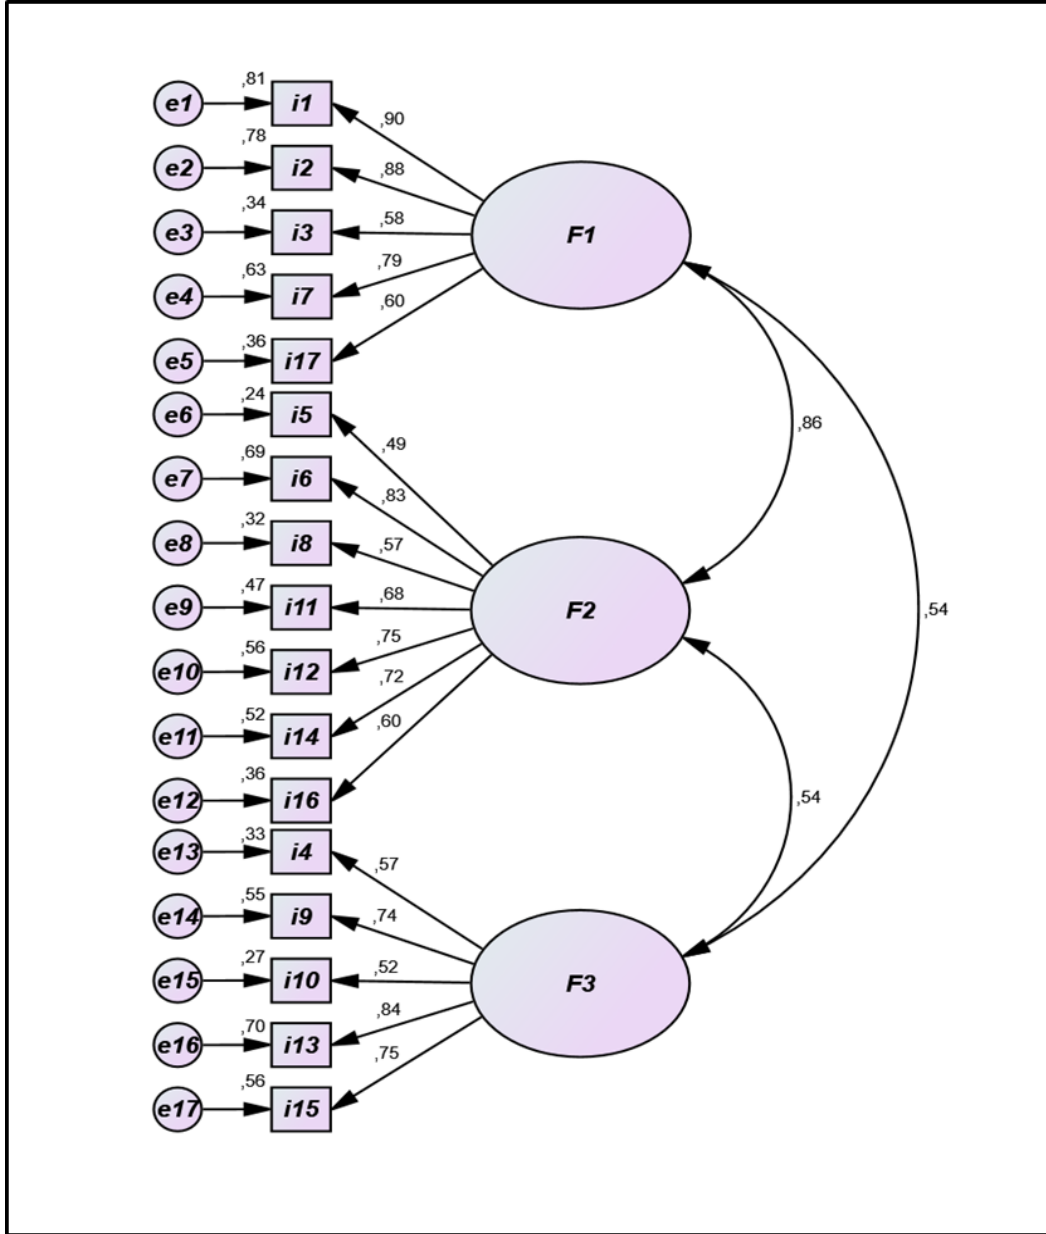 e1 ,81 i1
,90
e2 ,78 i2
,88
e3 ,34 i3
,58
F1
e4 ,63 i7
,79
e5 ,36 i17
,60
,86
e6 ,24 i5
,49
e7 ,69 i6
,83
e8 ,32 i8
,57
e9 ,47 i11
,68
F2
,54
e10 ,56 i12
,75
e11 ,52 i14
,72
e12 ,36 i16
,60
,54
e13 ,33 i4
,57
e14 ,55 i9
,74
e15 ,27 i10
,52
F3
e16 ,70 i13
,84
e17 ,56 i15
,75